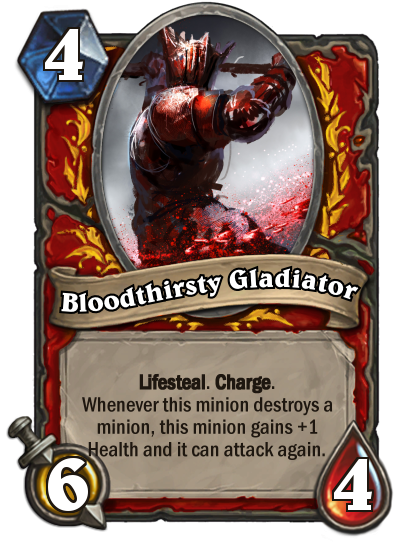 4
Bloodthirsty Gladiator
Lifesteal. Charge.
Whenever this minion destroys a
minion, this minion gains +1
Health and it can attack again.
6
4